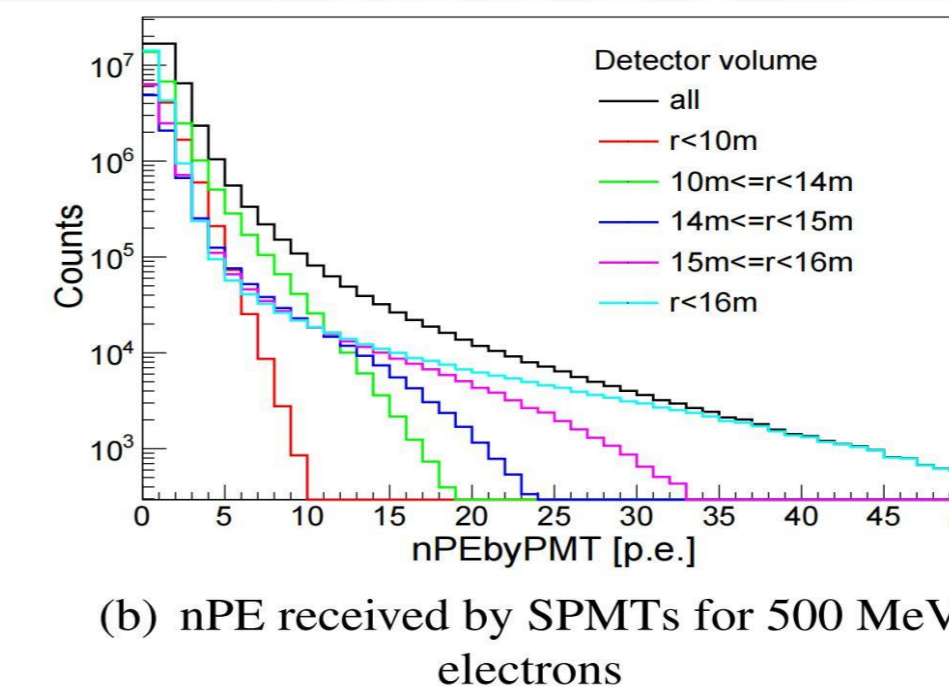 Detector volume
all
r<10m
10m<=r<14m
14m<=r<15m
15m<=r<16m
r<16m
Counts
10⁷
10⁶
10⁵
10⁴
10³
0 5 10 15 20 25 30 35 40 45
nPEbyPMT [p.e.]
(b) nPE received by SPMTs for 500 MeV
electrons